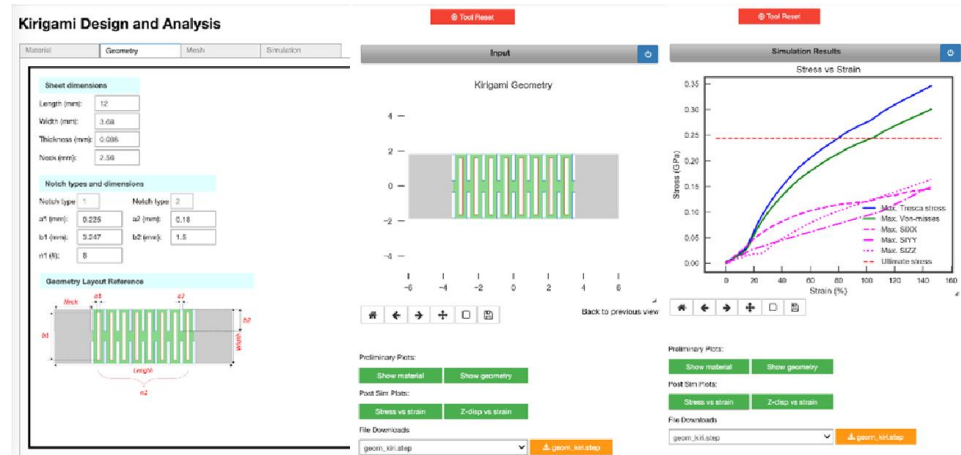 Kirigami Design and Analysis
Material Geometry Mesh Simulation
Sheet dimensions
Length (mm): 12
Width (mm): 3.68
Thickness (mm): 0.086
Neck (mm): 2.56
Notch types and dimensions
Notch type 1 Notch type 2
a1 (mm): 0.226 a2 (mm): 0.18
b1 (mm): b2 (mm): 1.5
n1 (#): 8
Geometry Layout Reference
Neck a1 a2
b1 b2
Width
Length
n2
Tool Reset
Input
Kirigami Geometry
4
2
0
−2
−4
−6 −4 −2 0 2 4 6
Back to previous view
Preliminary Plots:
Show material Show geometry
Post Sim Plots:
Stress vs strain Z-disp vs strain
File Downloads
geom_kiri.step geom_kiri.step
Tool Reset
Simulation Results
Stress vs Strain
Stress (GPa)
0.35
0.30
0.25
0.20
0.15
0.10
0.05
0.00
Max. Tresca stress
Max. Von-misses
Max. SIXX
Max. SIYY
Max. SIZZ
Ultimate stress
0 20 40 60 80 100 120 140 160
Strain (%)
Preliminary Plots:
Show material Show geometry
Post Sim Plots:
Stress vs strain Z-disp vs strain
File Downloads
geom_kiri.step geom_kiri.step